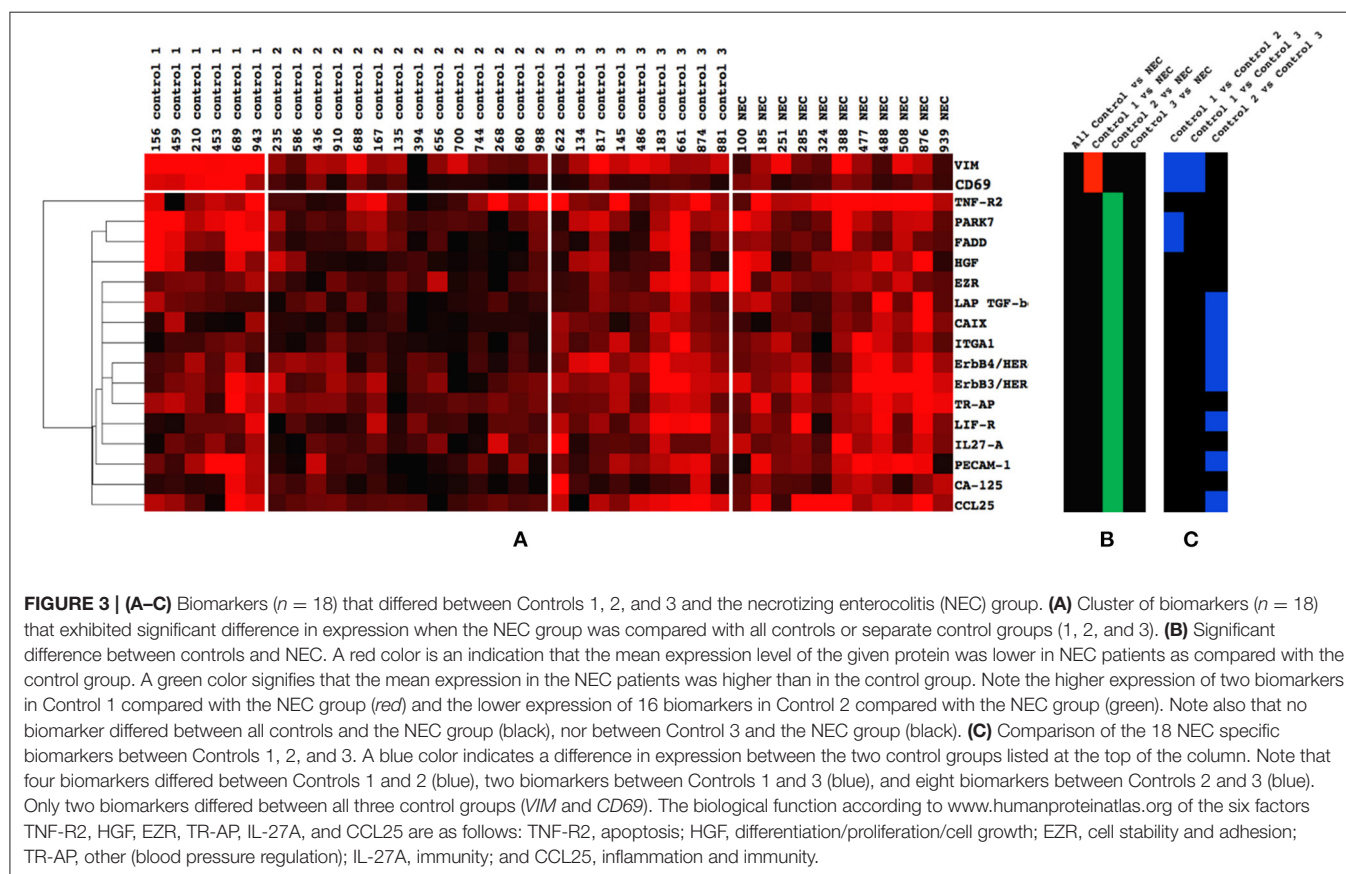 156 control 1
459 control 1
210 control 1
453 control 1
689 control 1
943 control 1
235 control 2
586 control 2
436 control 2
910 control 2
688 control 2
167 control 2
135 control 2
394 control 2
656 control 2
700 control 2
744 control 2
268 control 2
680 control 2
988 control 2
622 control 3
134 control 3
817 control 3
145 control 3
486 control 3
183 control 3
661 control 3
874 control 3
881 control 3
100 NEC
185 NEC
251 NEC
285 NEC
324 NEC
388 NEC
477 NEC
488 NEC
508 NEC
876 NEC
939 NEC
All Control vs NEC
Control 1 vs NEC
Control 2 vs NEC
Control 3 vs NEC
Control 1 vs Control 2
Control 1 vs Control 3
Control 2 vs Control 3
VIM
CD69
TNF-R2
PARK7
FADD
HGF
EZR
LAP TGF-b
CAIX
ITGA1
ErbB4/HER
ErbB3/HER
TR-AP
LIF-R
IL27-A
PECAM-1
CA-125
CCL25
A
B
C
FIGURE 3 | (A–C) Biomarkers (n = 18) that differed between Controls 1, 2, and 3 and the necrotizing enterocolitis (NEC) group. (A) Cluster of biomarkers (n = 18)
that exhibited significant difference in expression when the NEC group was compared with all controls or separate control groups (1, 2, and 3). (B) Significant
difference between controls and NEC. A red color is an indication that the mean expression level of the given protein was lower in NEC patients as compared with the
control group. A green color signifies that the mean expression in the NEC patients was higher than in the control group. Note the higher expression of two biomarkers
in Control 1 compared with the NEC group (red) and the lower expression of 16 biomarkers in Control 2 compared with the NEC group (green). Note also that no
biomarker differed between all controls and the NEC group (black), nor between Control 3 and the NEC group (black). (C) Comparison of the 18 NEC specific
biomarkers between Controls 1, 2, and 3. A blue color indicates a difference in expression between the two control groups listed at the top of the column. Note that
four biomarkers differed between Controls 1 and 2 (blue), two biomarkers between Controls 1 and 3 (blue), and eight biomarkers between Controls 2 and 3 (blue).
Only two biomarkers differed between all three control groups (VIM and CD69). The biological function according to www.humanproteinatlas.org of the six factors
TNF-R2, HGF, EZR, TR-AP, IL-27A, and CCL25 are as follows: TNF-R2, apoptosis; HGF, differentiation/proliferation/cell growth; EZR, cell stability and adhesion;
TR-AP, other (blood pressure regulation); IL-27A, immunity; and CCL25, inflammation and immunity.